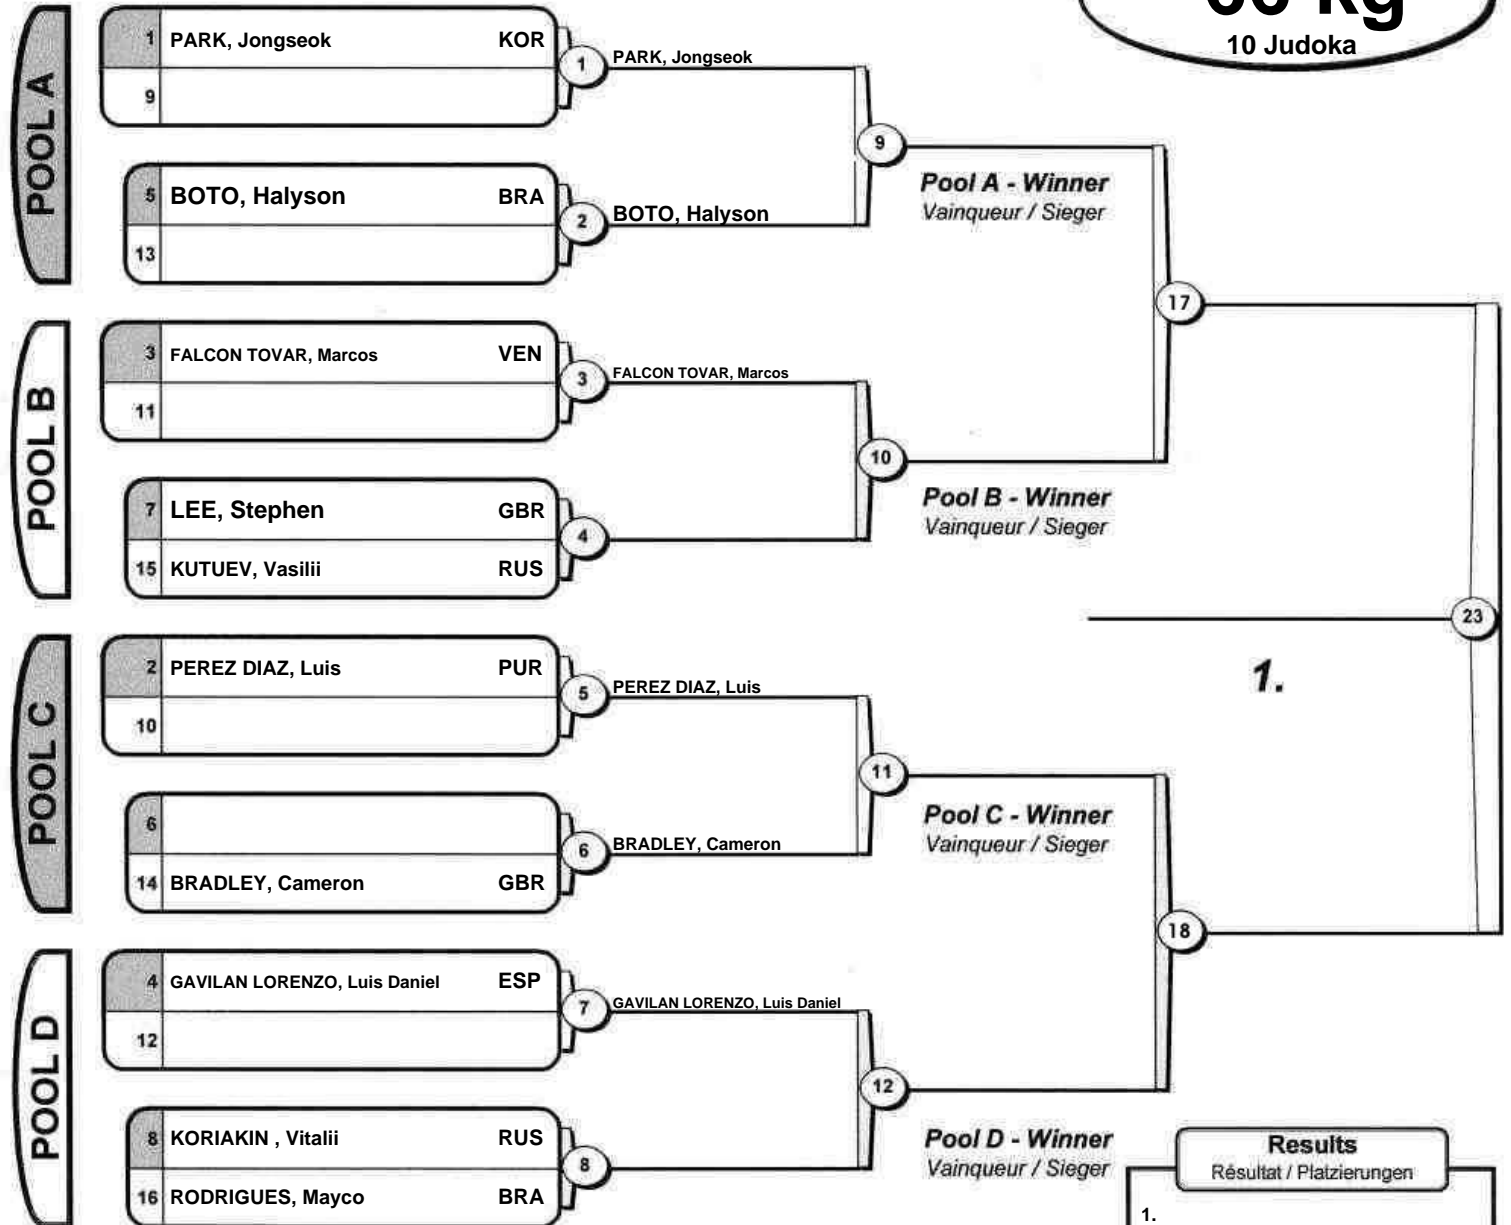 10 Judoka
POOL A
1 PARK, Jongseok KOR
9
1 PARK, Jongseok
5 BOTO, Halyson BRA
13
2 BOTO, Halyson
9
Pool A - Winner
Vainqueur / Sieger
POOL B
3 FALCON TOVAR, Marcos VEN
11
3 FALCON TOVAR, Marcos
7 LEE, Stephen GBR
15 KUTUEV, Vasilii RUS
4
10
Pool B - Winner
Vainqueur / Sieger
17
POOL C
2 PEREZ DIAZ, Luis PUR
10
5 PEREZ DIAZ, Luis
6
14 BRADLEY, Cameron GBR
6 BRADLEY, Cameron
11
Pool C - Winner
Vainqueur / Sieger
23
1.
POOL D
4 GAVILAN LORENZO, Luis Daniel ESP
12
7 GAVILAN LORENZO, Luis Daniel
8 KORIAKIN , Vitalii RUS
16 RODRIGUES, Mayco BRA
8
12
Pool D - Winner
Vainqueur / Sieger
18
Results
Résultat / Platzierungen
1.